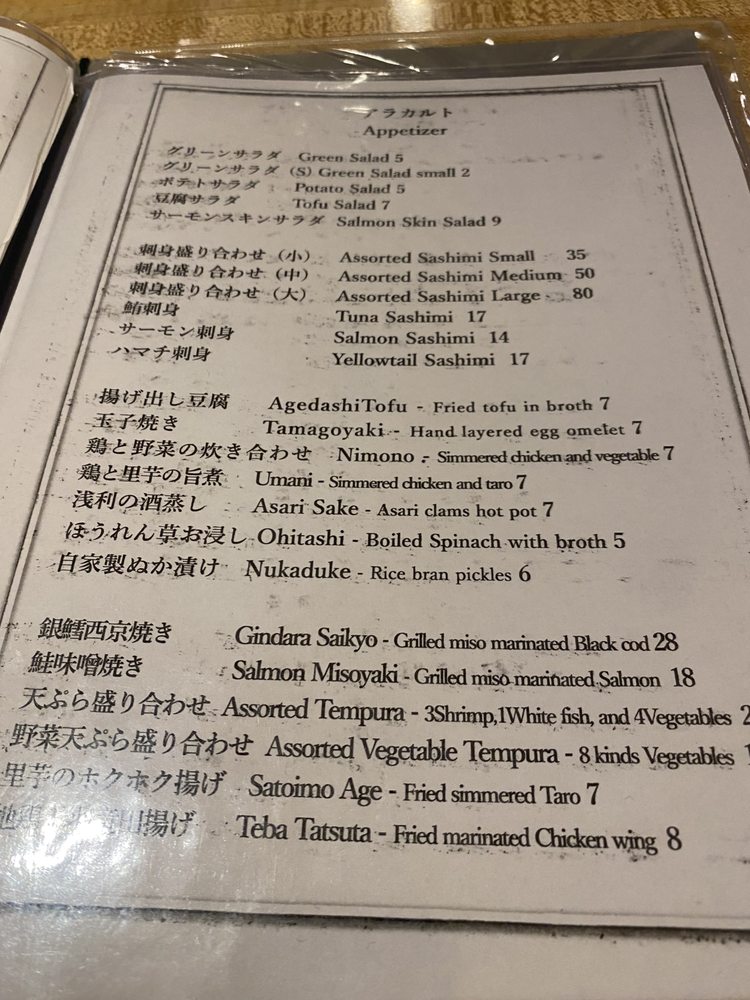 アラカルト
Appetizer
グリーンサラダ Green Salad 5
グリーンサラダ (S) Green Salad small 2
ポテトサラダ Potato Salad 5
豆腐サラダ Tofu Salad 7
サーモンスキンサラダ Salmon Skin Salad 9
刺身盛り合わせ (小) Assorted Sashimi Small 35
刺身盛り合わせ (中) Assorted Sashimi Medium 50
刺身盛り合わせ (大) Assorted Sashimi Large 80
鮪刺身 Tuna Sashimi 17
サーモン刺身 Salmon Sashimi 14
ハマチ刺身 Yellowtail Sashimi 17
揚げ出し豆腐 AgedashiTofu - Fried tofu in broth 7
玉子焼き Tamagoyaki - Hand layered egg omelet 7
鶏と野菜の炊き合わせ Nimono - Simmered chicken and vegetable 7
鶏と里芋の旨煮 Umani - Simmered chicken and taro 7
浅利の酒蒸し Asari Sake - Asari clams hot pot 7
ほうれん草お浸し Ohitashi - Boiled Spinach with broth 5
自家製ぬか漬け Nukaduke - Rice bran pickles 6
銀鱈西京焼き Gindara Saikyo - Grilled miso marinated Black cod 28
鮭味噌焼き Salmon Misoyaki - Grilled miso marinated Salmon 18
天ぷら盛り合わせ Assorted Tempura - 3Shrimp,1White fish, and 4Vegetables
野菜天ぷら盛り合わせ Assorted Vegetable Tempura - 8 kinds Vegetables
里芋のホクホク揚げ Satoimo Age - Fried simmered Taro 7
揚げ Teba Tatsuta - Fried marinated Chicken wing 8